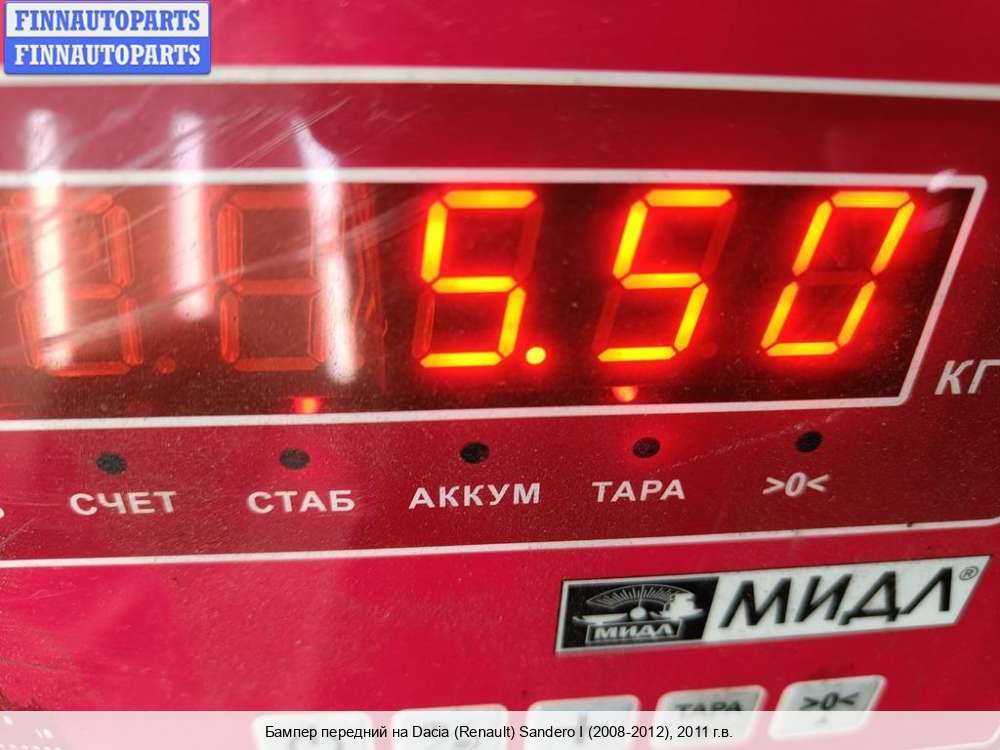 FINNAUTOPARTS
FINNAUTOPARTS
5.50
КГ
СЧЕТ СТАБ АККУМ ТАРА >0<
МИДЛ МИДЛ®
ТАРА >0<
Бампер передний на Dacia (Renault) Sandero I (2008-2012), 2011 г.в.